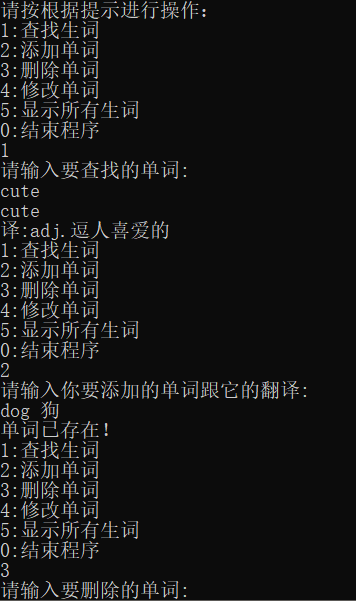 请按根据提示进行操作:
1:查找生词
2:添加单词
3:删除单词
4:修改单词
5:显示所有生词
0:结束程序
1
请输入要查找的单词:
cute
cute
译:adj.逗人喜爱的
1:查找生词
2:添加单词
3:删除单词
4:修改单词
5:显示所有生词
0:结束程序
2
请输入你要添加的单词跟它的翻译:
dog 狗
单词已存在!
1:查找生词
2:添加单词
3:删除单词
4:修改单词
5:显示所有生词
0:结束程序
3
请输入要删除的单词: